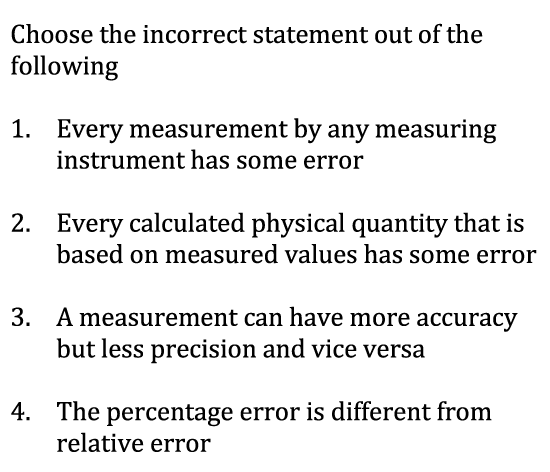 Choose the incorrect statement out of the
following
1. Every measurement by any measuring
instrument has some error
2. Every calculated physical quantity that is
based on measured values has some error
3. A measurement can have more accuracy
but less precision and vice versa
4. The percentage error is different from
relative error